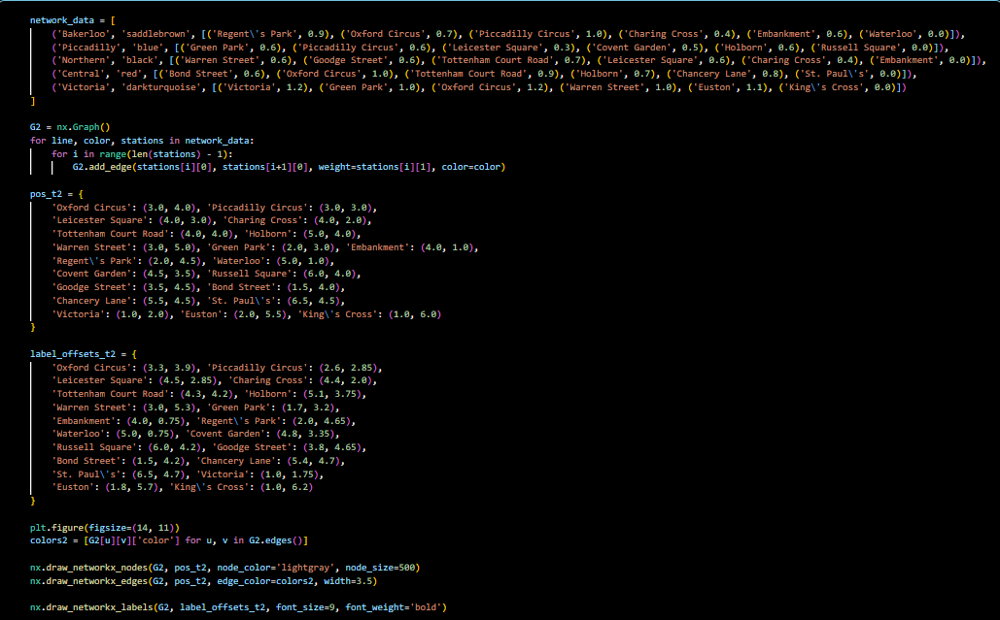 network_data = [
    ('Bakerloo', 'saddlebrown', [('Regent\'s Park', 0.9), ('Oxford Circus', 0.7), ('Piccadilly Circus', 1.0), ('Charing Cross', 0.4), ('Embankment', 0.6), ('Waterloo', 0.0)]),
    ('Piccadilly', 'blue', [('Green Park', 0.6), ('Piccadilly Circus', 0.6), ('Leicester Square', 0.3), ('Covent Garden', 0.5), ('Holborn', 0.6), ('Russell Square', 0.0)]),
    ('Northern', 'black', [('Warren Street', 0.6), ('Goodge Street', 0.6), ('Tottenham Court Road', 0.7), ('Leicester Square', 0.6), ('Charing Cross', 0.4), ('Embankment', 0.0)]),
    ('Central', 'red', [('Bond Street', 0.6), ('Oxford Circus', 1.0), ('Tottenham Court Road', 0.9), ('Holborn', 0.7), ('Chancery Lane', 0.8), ('St. Paul\'s', 0.0)]),
    ('Victoria', 'darkturquoise', [('Victoria', 1.2), ('Green Park', 1.0), ('Oxford Circus', 1.2), ('Warren Street', 1.0), ('Euston', 1.1), ('King\'s Cross', 0.0)])
]
G2 = nx.Graph()
for line, color, stations in network_data:
    for i in range(len(stations) - 1):
        G2.add_edge(stations[i][0], stations[i+1][0], weight=stations[i][1], color=color)
pos_t2 = {
    'Oxford Circus': (3.0, 4.0), 'Piccadilly Circus': (3.0, 3.0),
    'Leicester Square': (4.0, 3.0), 'Charing Cross': (4.0, 2.0),
    'Tottenham Court Road': (4.0, 4.0), 'Holborn': (5.0, 4.0),
    'Warren Street': (3.0, 5.0), 'Green Park': (2.0, 3.0), 'Embankment': (4.0, 1.0),
    'Regent\'s Park': (2.0, 4.5), 'Waterloo': (5.0, 1.0),
    'Covent Garden': (4.5, 3.5), 'Russell Square': (6.0, 4.0),
    'Goodge Street': (3.5, 4.5), 'Bond Street': (1.5, 4.0),
    'Chancery Lane': (5.5, 4.5), 'St. Paul\'s': (6.5, 4.5),
    'Victoria': (1.0, 2.0), 'Euston': (2.0, 5.5), 'King\'s Cross': (1.0, 6.0)
}
label_offsets_t2 = {
    'Oxford Circus': (3.3, 3.9), 'Piccadilly Circus': (2.6, 2.85),
    'Leicester Square': (4.5, 2.85), 'Charing Cross': (4.4, 2.0),
    'Tottenham Court Road': (4.3, 4.2), 'Holborn': (5.1, 3.75),
    'Warren Street': (3.0, 5.3), 'Green Park': (1.7, 3.2),
    'Embankment': (4.0, 0.75), 'Regent\'s Park': (2.0, 4.65),
    'Waterloo': (5.0, 0.75), 'Covent Garden': (4.8, 3.35),
    'Russell Square': (6.0, 4.2), 'Goodge Street': (3.8, 4.65),
    'Bond Street': (1.5, 4.2), 'Chancery Lane': (5.4, 4.7),
    'St. Paul\'s': (6.5, 4.7), 'Victoria': (1.0, 1.75),
    'Euston': (1.8, 5.7), 'King\'s Cross': (1.0, 6.2)
}
plt.figure(figsize=(14, 11))
colors2 = [G2[u][v]['color'] for u, v in G2.edges()]
nx.draw_networkx_nodes(G2, pos_t2, node_color='lightgray', node_size=500)
nx.draw_networkx_edges(G2, pos_t2, edge_color=colors2, width=3.5)
nx.draw_networkx_labels(G2, label_offsets_t2, font_size=9, font_weight='bold')